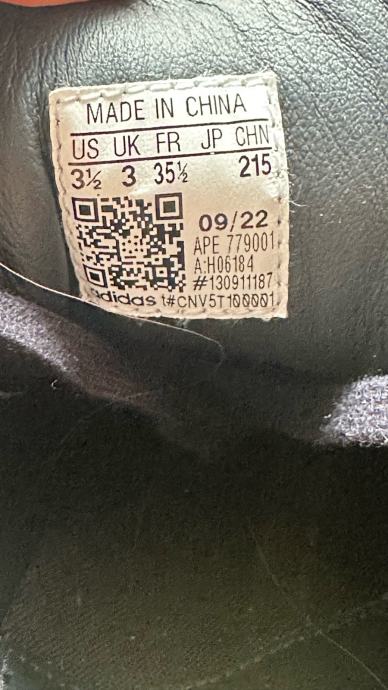 MADE IN CHINA
US UK FR JP CHN
3½ 3 35½ 215
09/22
APE 779001
A:H06184
#130911187
adidas t#CNV5T100001